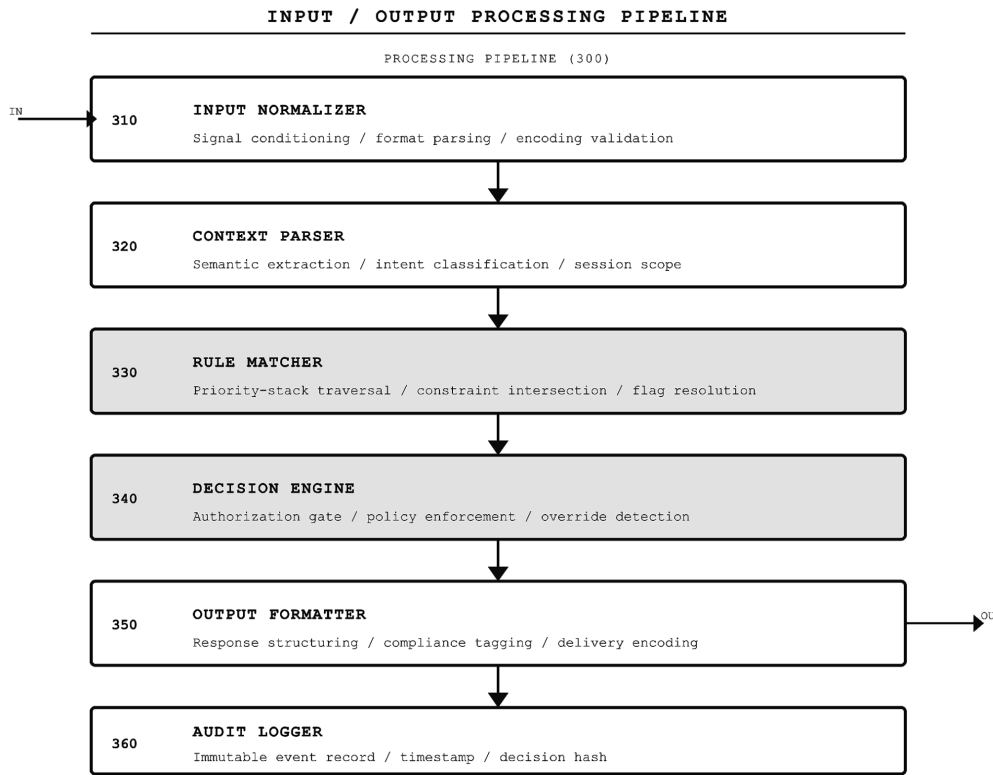 INPUT / OUTPUT PROCESSING PIPELINE
PROCESSING PIPELINE (300)
IN
310
INPUT NORMALIZER
Signal conditioning / format parsing / encoding validation
320
CONTEXT PARSER
Semantic extraction / intent classification / session scope
330
RULE MATCHER
Priority-stack traversal / constraint intersection / flag resolution
340
DECISION ENGINE
Authorization gate / policy enforcement / override detection
350
OUTPUT FORMATTER
Response structuring / compliance tagging / delivery encoding
360
AUDIT LOGGER
Immutable event record / timestamp / decision hash